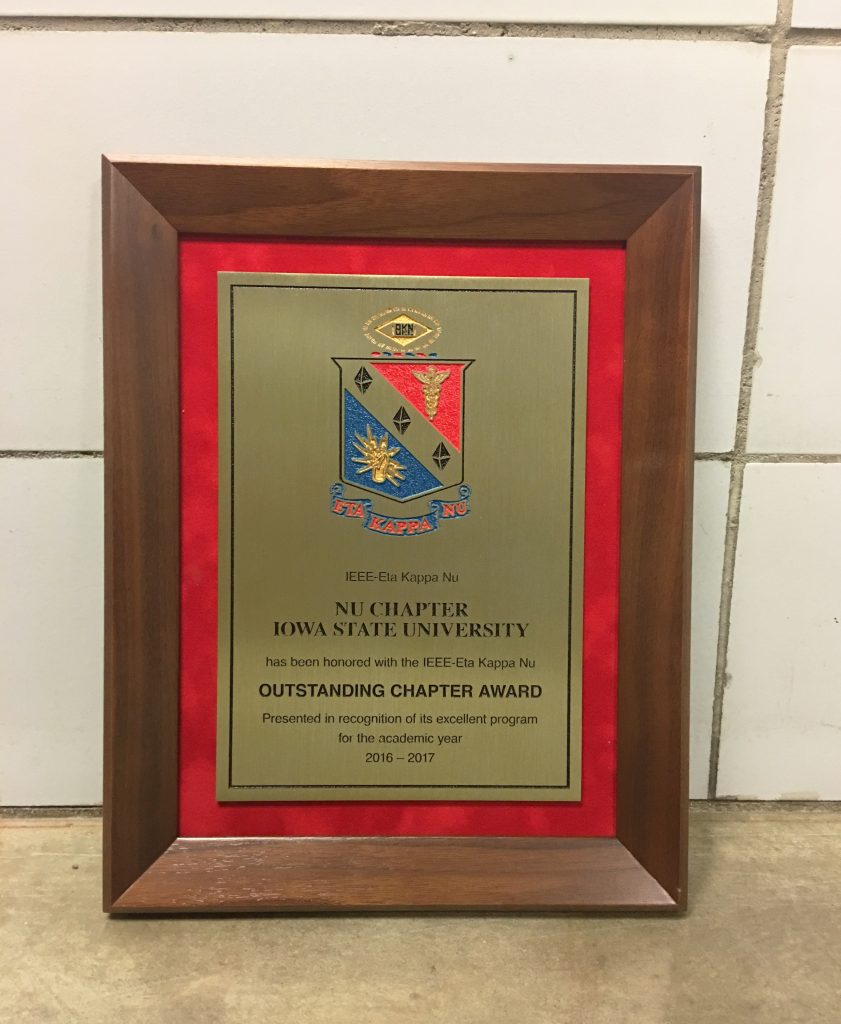 BKN
ETA KAPPA NU
IEEE-Eta Kappa Nu
NU CHAPTER
IOWA STATE UNIVERSITY
has been honored with the IEEE-Eta Kappa Nu
OUTSTANDING CHAPTER AWARD
Presented in recognition of its excellent program
for the academic year
2016 – 2017